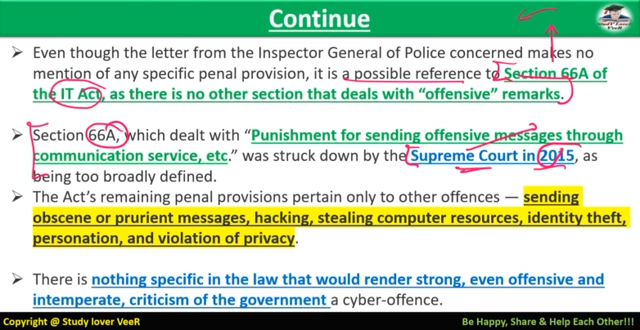 Continue
Even though the letter from the Inspector General of Police concerned makes no
mention of any specific penal provision, it is a possible reference to Section 66A of
the IT Act, as there is no other section that deals with “offensive” remarks.
Section 66A, which dealt with “Punishment for sending offensive messages through
communication service, etc.” was struck down by the Supreme Court in 2015, as
being too broadly defined.
The Act’s remaining penal provisions pertain only to other offences — sending
obscene or prurient messages, hacking, stealing computer resources, identity theft,
personation, and violation of privacy.
There is nothing specific in the law that would render strong, even offensive and
intemperate, criticism of the government a cyber-offence.
Copyright @ Study lover VeeR Be Happy, Share & Help Each Other!!!